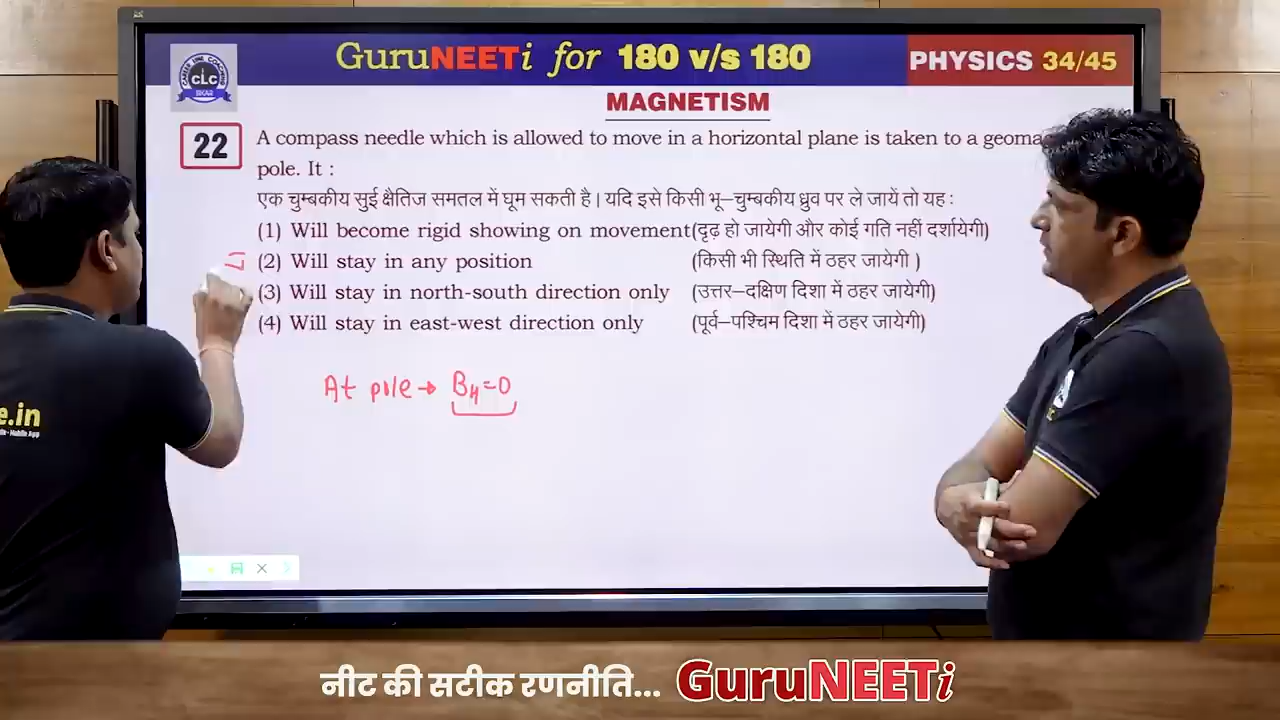 GuruNEETi for 180 v/s 180
PHYSICS 34/45
CLC
MAGNETISM
22
A compass needle which is allowed to move in a horizontal plane is taken to a
pole. It :
एक चुम्बकीय सुई क्षैतिज समतल में घूम सकती है। यदि इसे किसी भू–चुम्बकीय ध्रुव पर ले जायें तो यह :
(1) Will become rigid showing on movement(दृढ़ हो जायेगी और कोई गति नहीं दर्शायेगी)
(2) Will stay in any position (किसी भी स्थिति में ठहर जायेगी )
(3) Will stay in north-south direction only (उत्तर–दक्षिण दिशा में ठहर जायेगी)
(4) Will stay in east-west direction only (पूर्व–पश्चिम दिशा में ठहर जायेगी)
At pole → BH=0
e.in
नीट की सटीक रणनीति... GuruNEETi